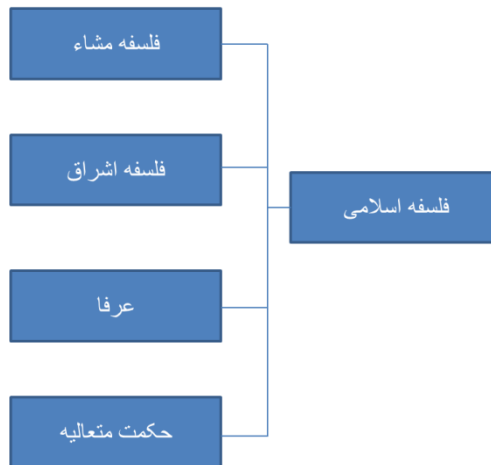 فلسفه اسلامی
فلسفه مشاء
فلسفه اشراق
عرفا
حکمت متعالیه